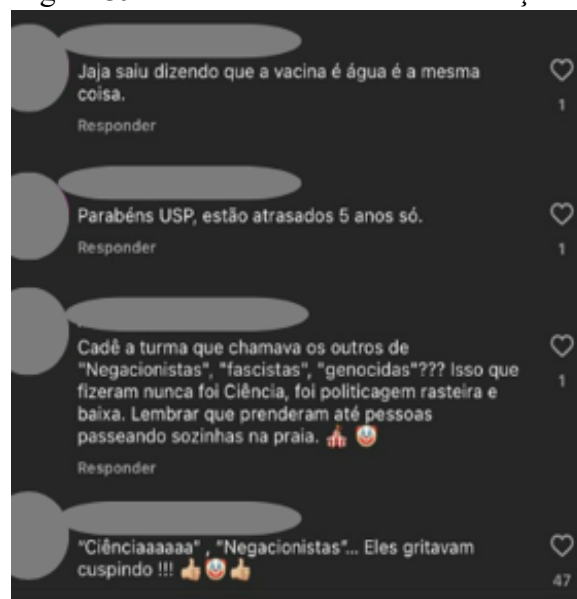 Jaja saiu dizendo que a vacina é água é a mesma
coisa.
1
Responder
Parabéns USP, estão atrasados 5 anos só.
Responder
1
Cadê a turma que chamava os outros de
"Negacionistas", "fascistas", "genocidas"??? Isso que
fizeram nunca foi Ciência, foi politicagem rasteira e
baixa. Lembrar que prenderam até pessoas
passeando sozinhas na praia. 🎪 🤡
1
Responder
"Ciênciaaaaaa" , "Negacionistas"... Eles gritavam
cuspindo !!! 👍🤡👍
47